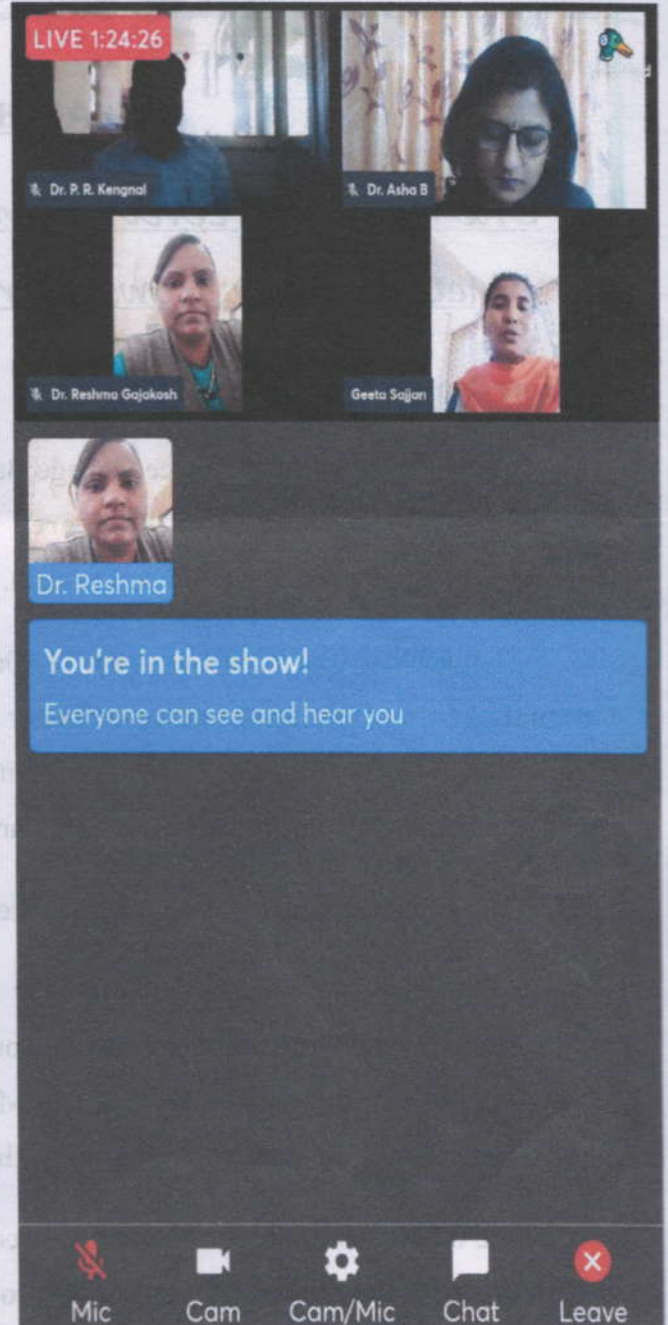 LIVE 1:24:26
Dr. P. R. Kengnal
Dr. Asha B
Dr. Reshma Gajakosh
Geeta Sajjan
Dr. Reshma
You're in the show!
Everyone can see and hear you
Mic
Cam
Cam/Mic
Chat
Leave